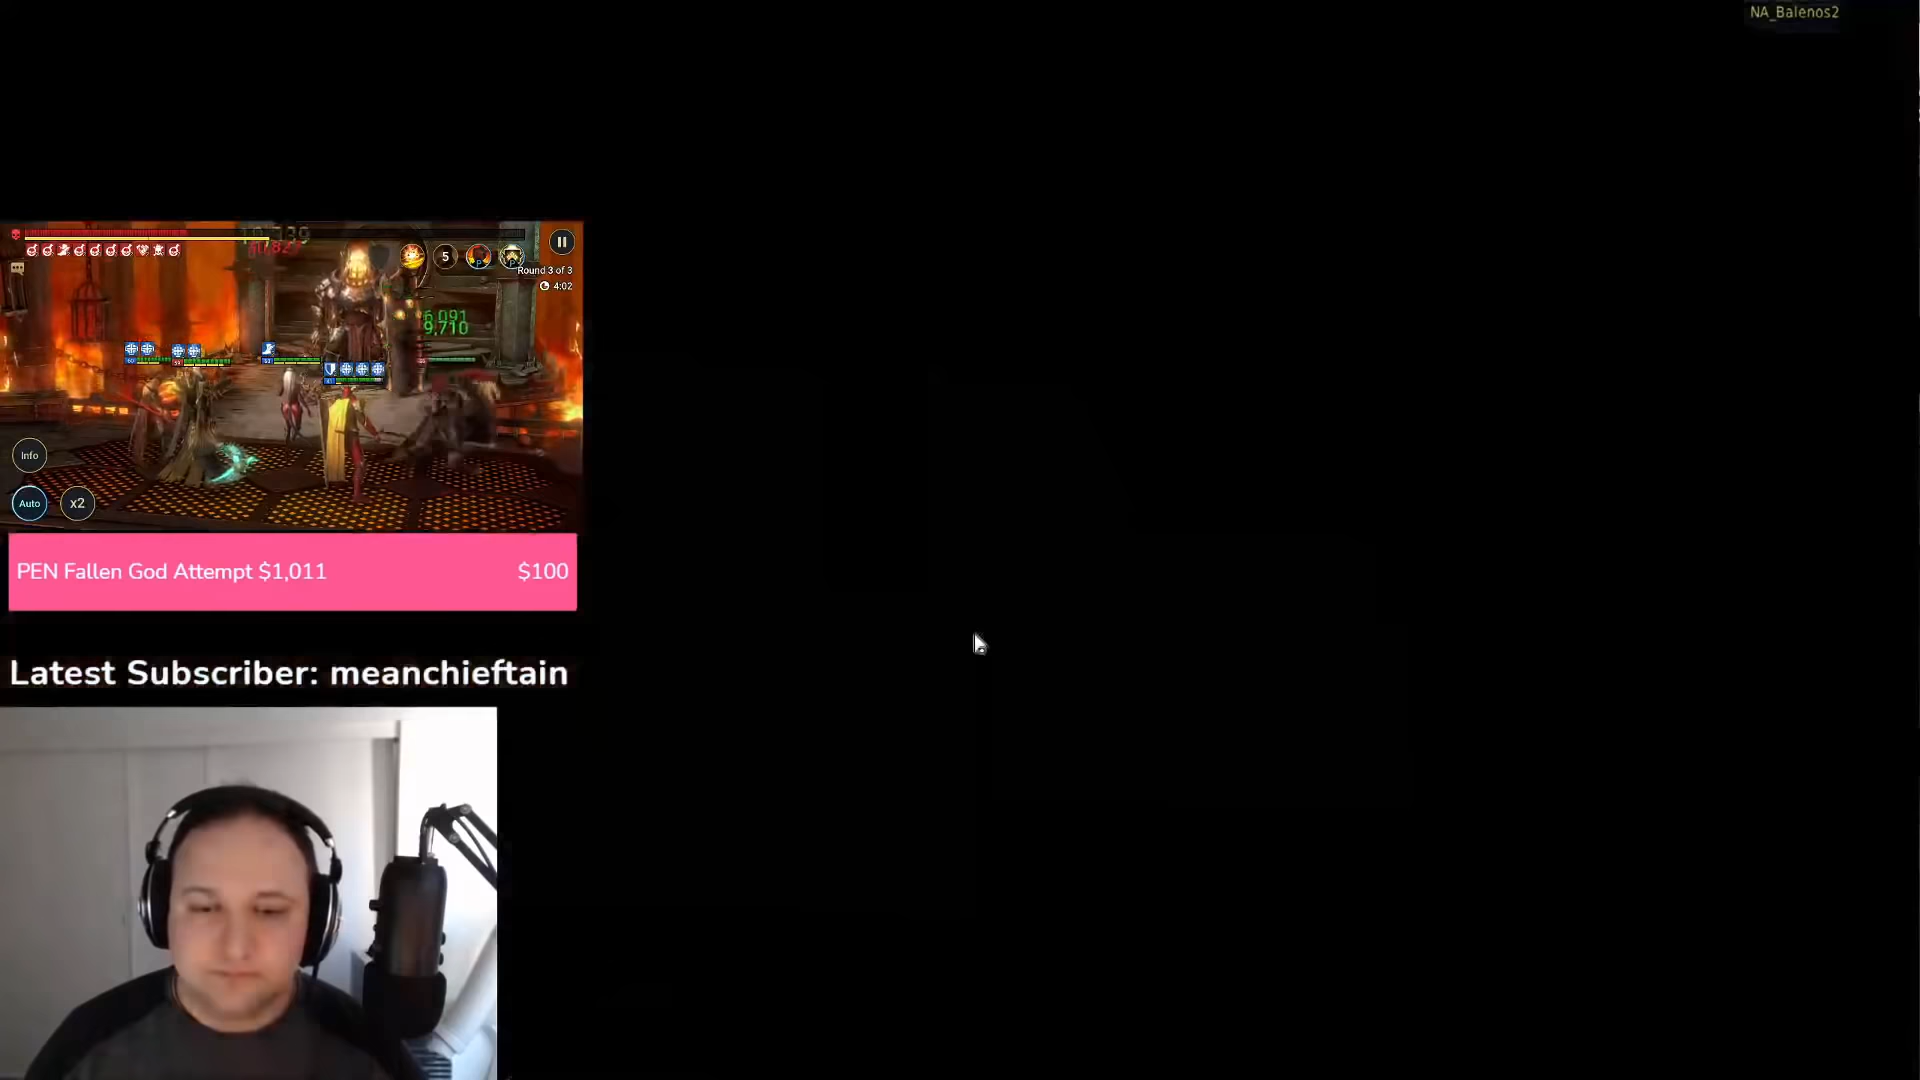 NA_Balenos2
5
Round 3 of 3
4:02
6,091
9,710
Info
Auto
x2
PEN Fallen God Attempt $1,011
$100
Latest Subscriber: meanchieftain